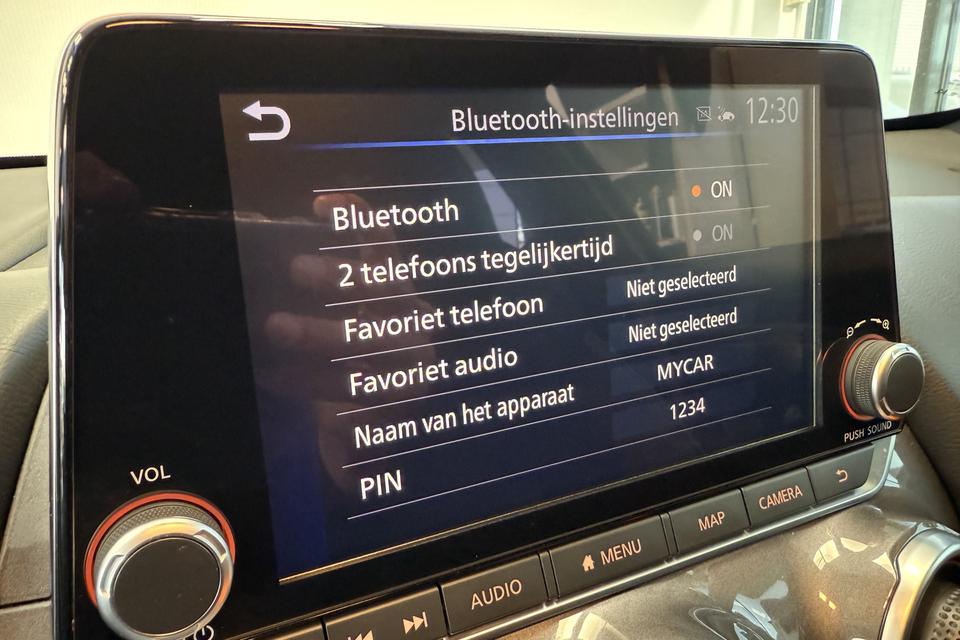 Bluetooth-instellingen 12:30
Bluetooth ON
2 telefoons tegelijkertijd ON
Favoriet telefoon Niet geselecteerd
Favoriet audio Niet geselecteerd
Naam van het apparaat MYCAR
PIN 1234
VOL
PUSH SOUND
AUDIO
MENU
MAP
CAMERA